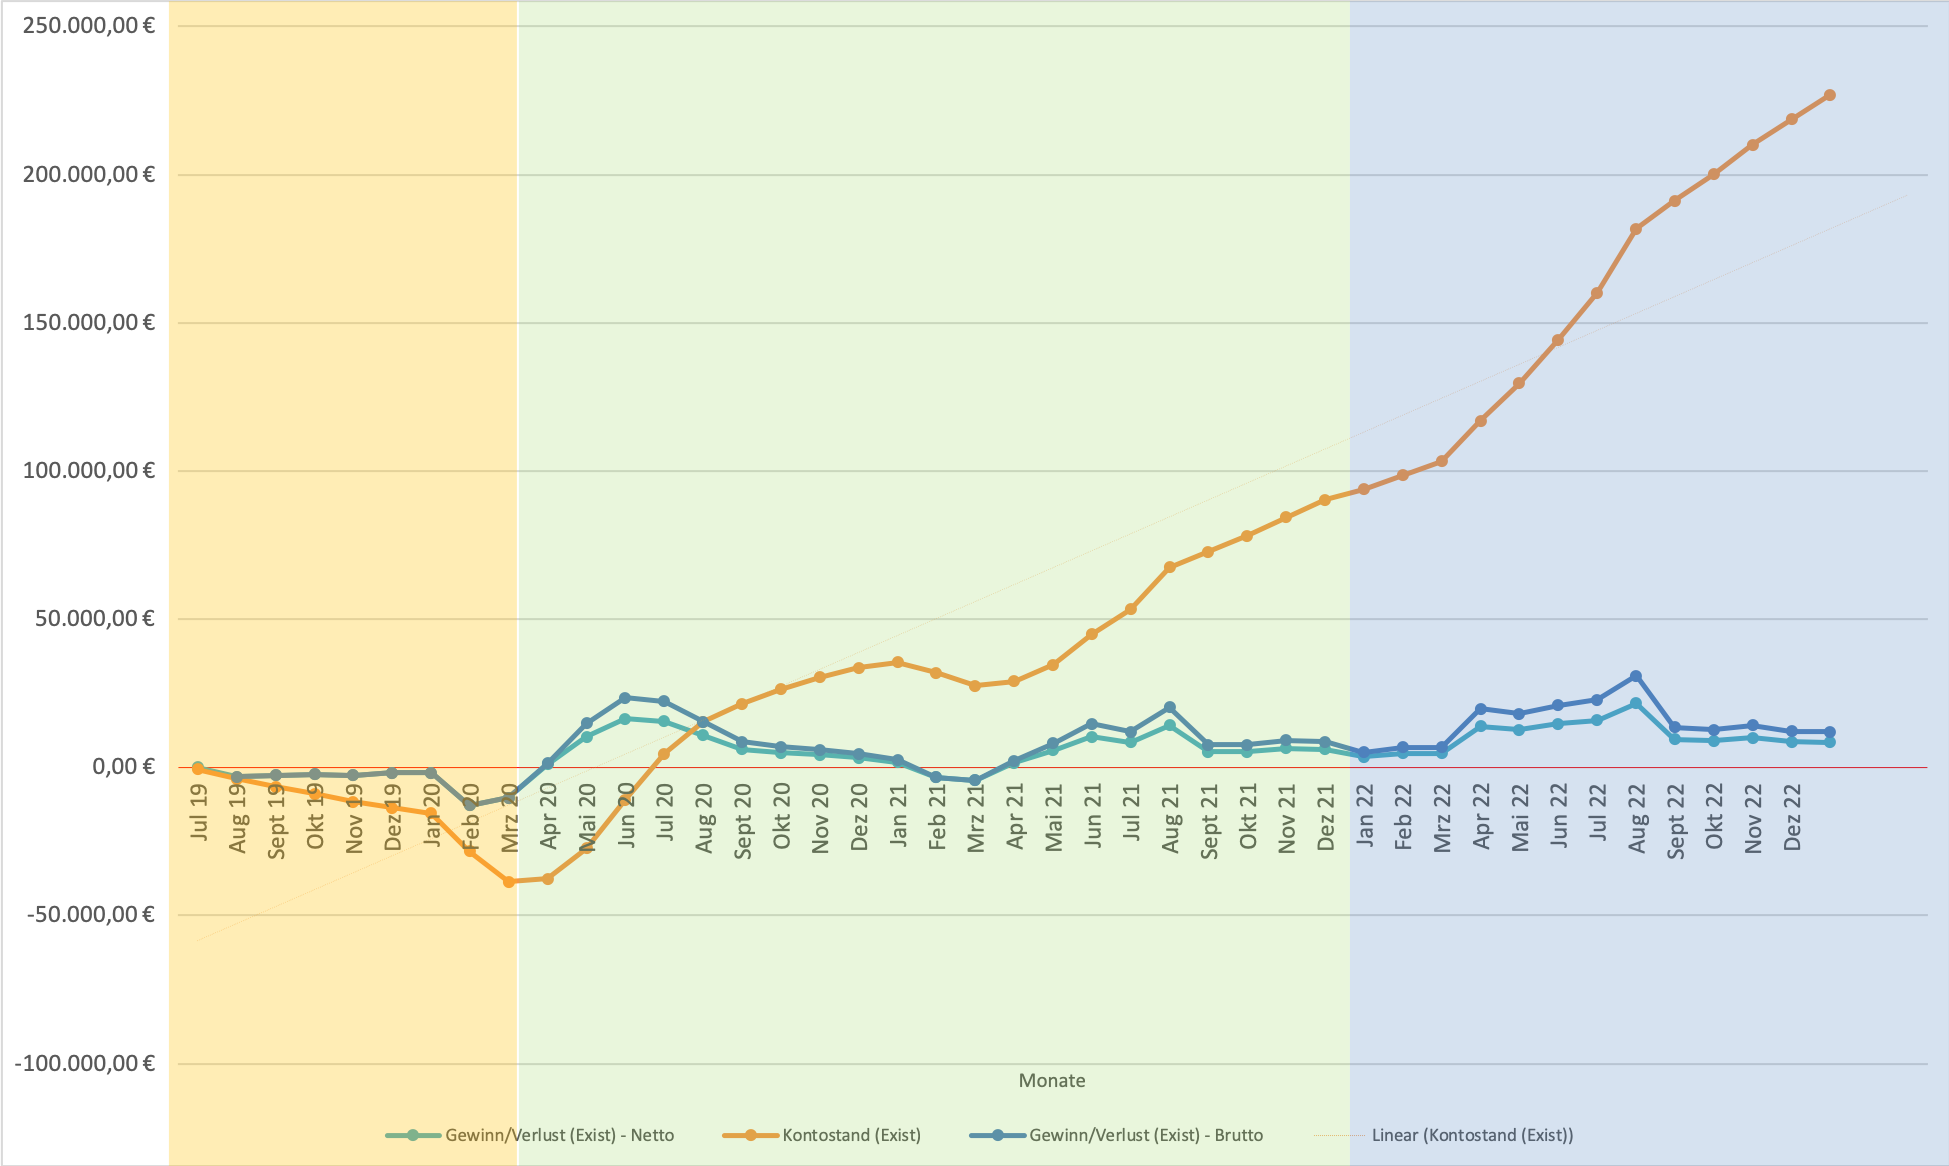 250.000,00 €
200.000,00 €
150.000,00 €
100.000,00 €
50.000,00 €
0,00 €
-50.000,00 €
-100.000,00 €
Jul 19
Aug 19
Sept 19
Okt 19
Nov 19
Dez 19
Jan 20
Feb 20
Mrz 20
Apr 20
Mai 20
Jun 20
Jul 20
Aug 20
Sept 20
Okt 20
Nov 20
Dez 20
Jan 21
Feb 21
Mrz 21
Apr 21
Mai 21
Jun 21
Jul 21
Aug 21
Sept 21
Okt 21
Nov 21
Dez 21
Jan 22
Feb 22
Mrz 22
Apr 22
Mai 22
Jun 22
Jul 22
Aug 22
Sept 22
Okt 22
Nov 22
Dez 22
Monate
Gewinn/Verlust (Exist) - Netto
Kontostand (Exist)
Gewinn/Verlust (Exist) - Brutto
Linear (Kontostand (Exist))